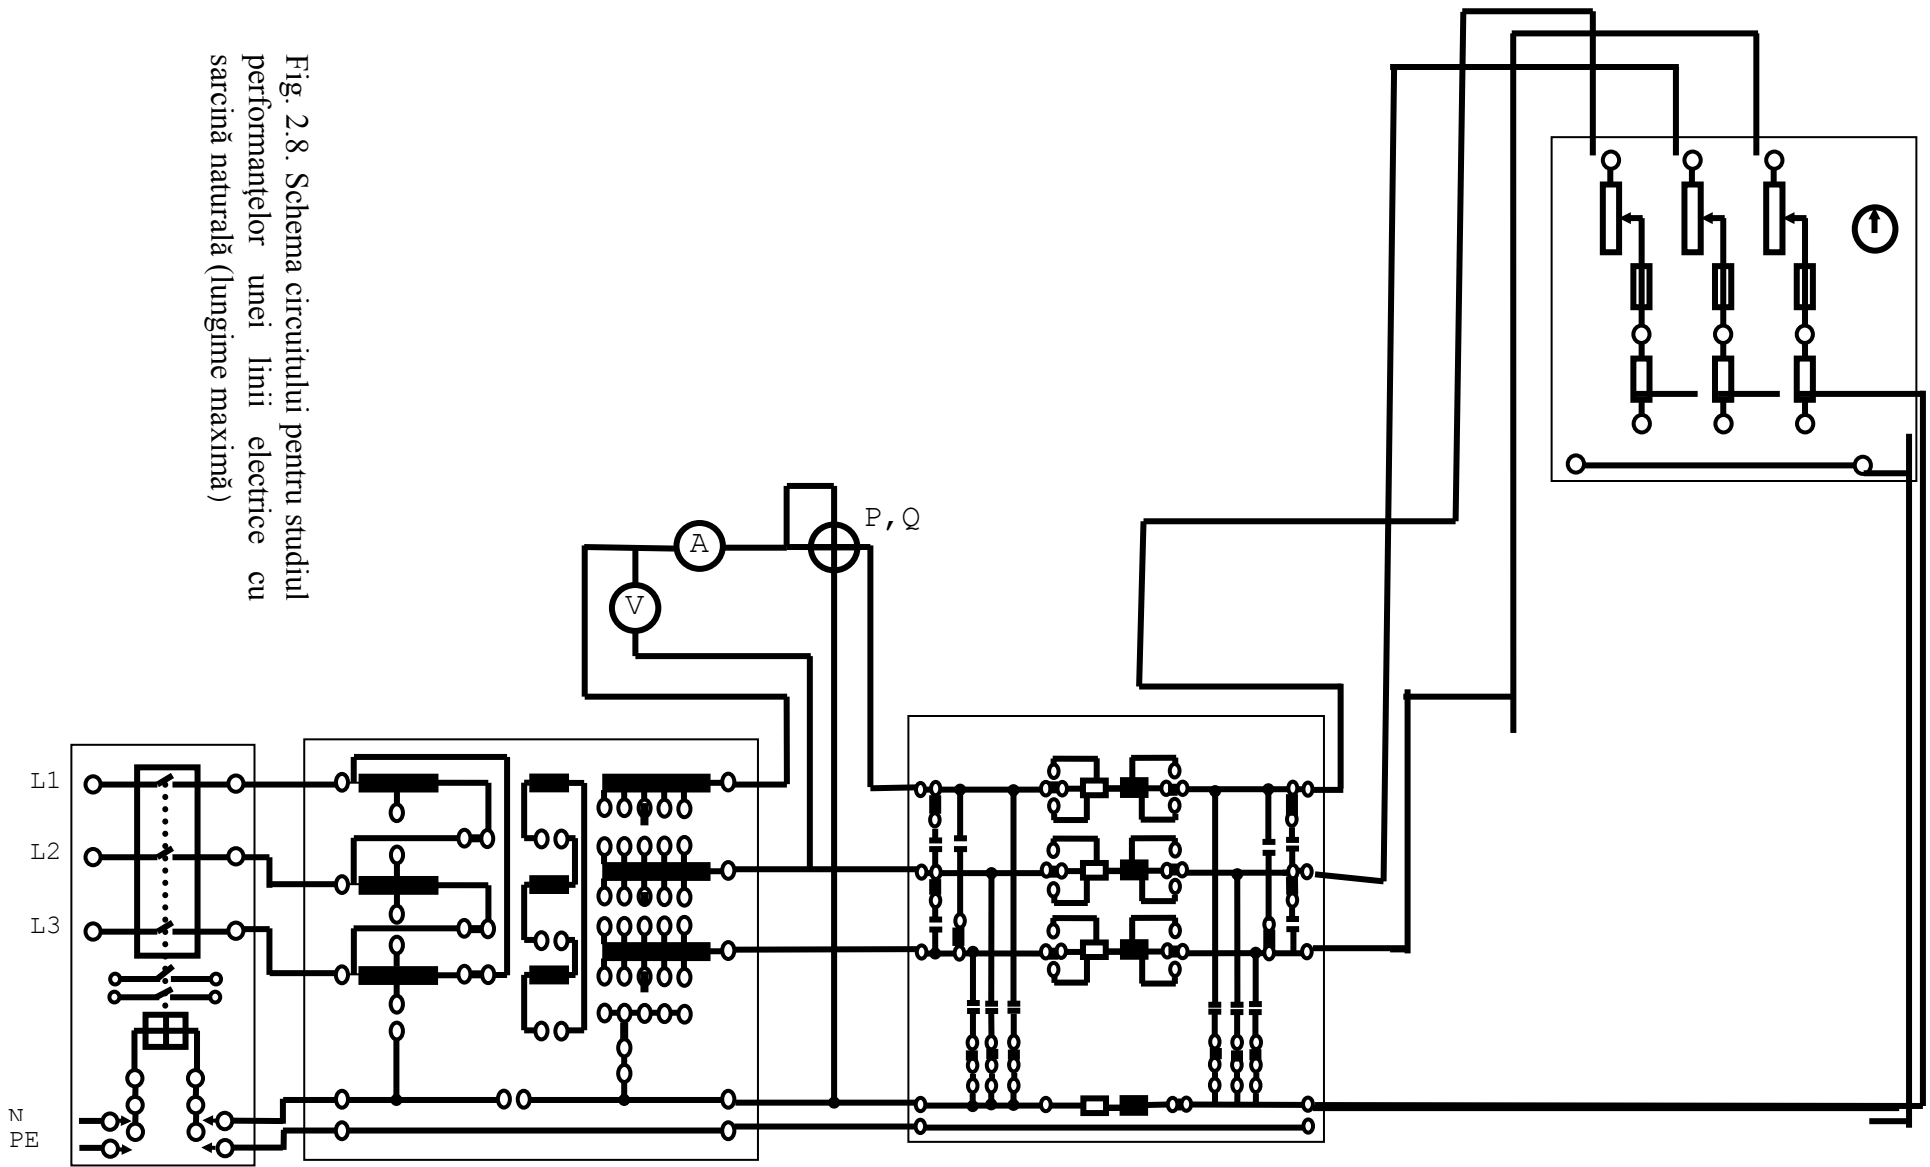 Fig. 2.8. Schema circuitului pentru studiul
performanţelor unei linii electrice cu
sarcină naturală (lungime maximă)
P,Q
A
V
L1
L2
L3
N
PE